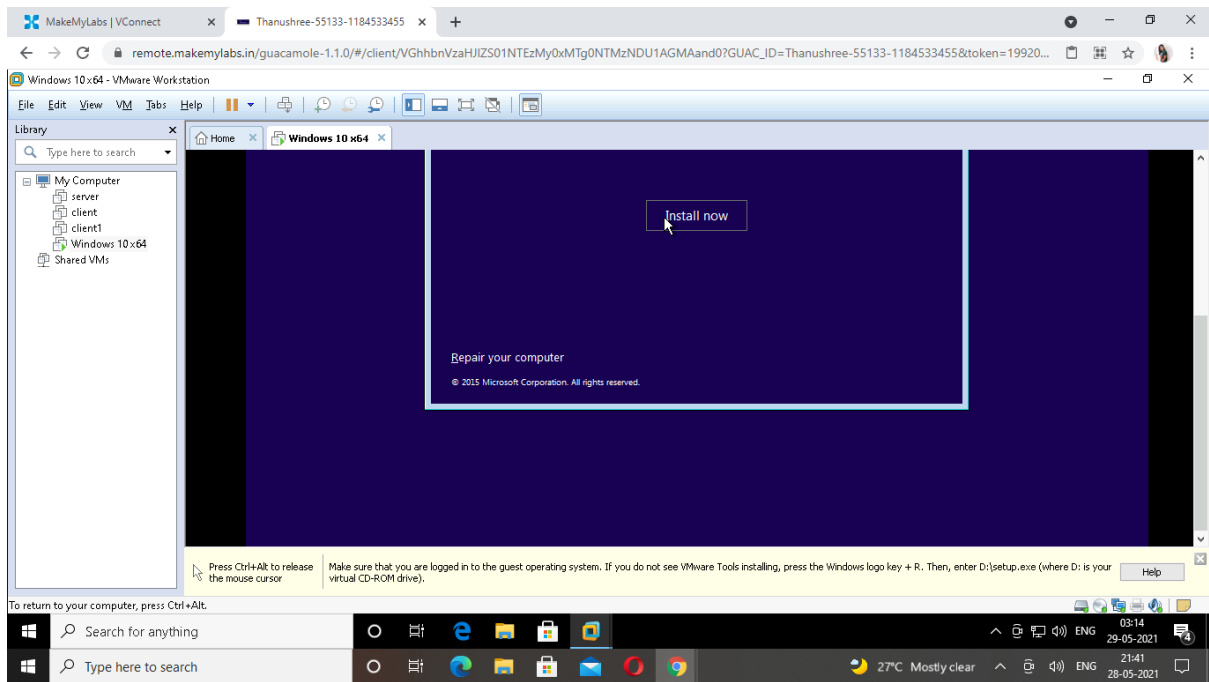 MakeMyLabs | VConnect
Thanushree-55133-1184533455
remote.makemylabs.in/guacamole-1.1.0/#/client/VGhhbnVzaHJlZS01NTEzMy0xMTg0NTMzNDU1AGMAand0?GUAC_ID=Thanushree-55133-1184533455&token=19920...
Windows 10 x64 - VMware Workstation
File Edit View VM Tabs Help
Library
Home
Windows 10 x64
Type here to search
My Computer
server
client
client1
Windows 10 x64
Shared VMs
Install now
Repair your computer
© 2015 Microsoft Corporation. All rights reserved.
Press Ctrl+Alt to release
the mouse cursor
Make sure that you are logged in to the guest operating system. If you do not see VMware Tools installing, press the Windows logo key + R. Then, enter D:\setup.exe (where D: is your
virtual CD-ROM drive).
Help
To return to your computer, press Ctrl+Alt.
Search for anything
ENG
03:14
29-05-2021
4
Type here to search
27°C Mostly clear
ENG
21:41
28-05-2021